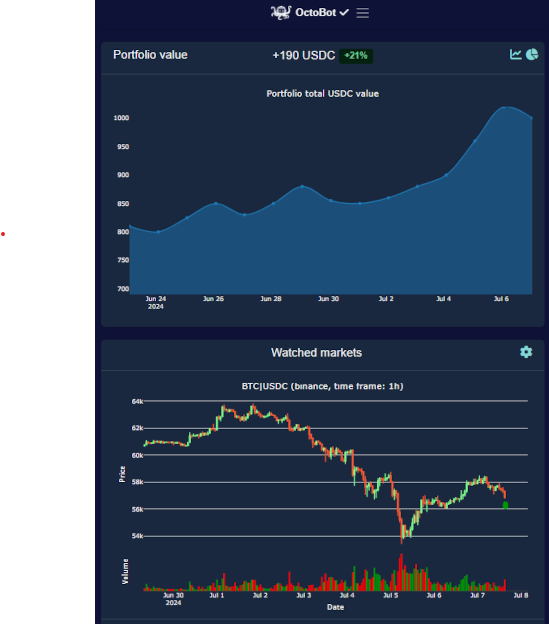 OctoBot
Portfolio value
+190 USDC +21%
Portfolio total USDC value
1000
950
900
850
800
750
700
Jun 24 Jun 26 Jun 28 Jun 30 Jul 2 Jul 4 Jul 6
2024
Watched markets
BTC|USDC (binance, time frame: 1h)
64k
62k
60k
58k
56k
54k
Price
Volume
Jun 30 Jul 1 Jul 2 Jul 3 Jul 4 Jul 5 Jul 6 Jul 7 Jul 8
2024
Date